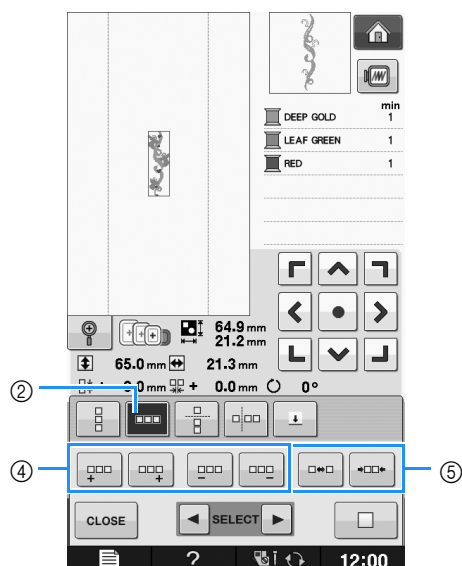 min
DEEP GOLD 1
LEAF GREEN 1
RED 1
64.9 mm
21.2 mm
65.0 mm 21.3 mm
+ 0.0 mm + 0.0 mm 0°
②
④
⑤
CLOSE SELECT
? 12:00